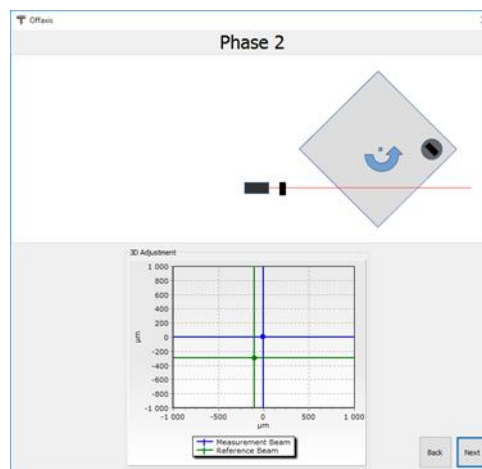 Offaxis
Phase 2
3D Adjustment
1 000
800
600
400
200
0
-200
-400
-600
-800
-1 000
µm
-1 000
-500
0
500
1 000
µm
Measurement Beam
Reference Beam
Back
Next